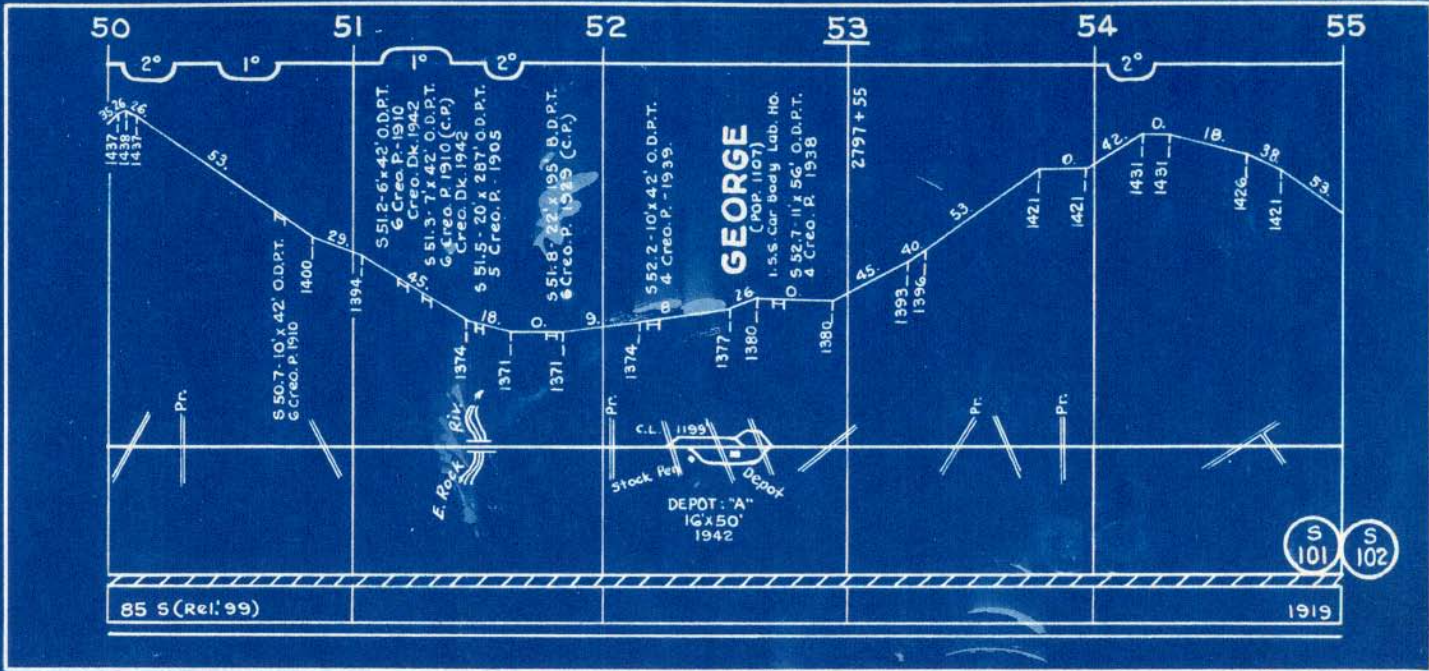 50 51 52 53 54 55
2° 1° 1° 2° 2°
35 26 26
1437
1438
1437
53.
S 50.7 - 10' x 42' O.D.P.T.
6 Creo. P. 1910
1400
29.
1394
S 51.2 - 6' x 42' O.D.P.T.
6 Creo P. - 1910
Creo. Dk. 1942
S 51.3 - 7' x 42' O.D.P.T.
6 Creo P. 1910 (C.P.)
Creo. Dk 1942
45.
S 51.5 - 20' x 287' O.D.P.T.
5 Creo P. 1905
1374
18.
1371
0.
S 51.8 - 22' x 195' B.D.P.T.
6 Creo. P. 1929 (C.P.)
1371
9.
S 52.2 - 10' x 42' O.D.P.T.
4 Creo. P. - 1939.
1374
8
1377
26
1380
GEORGE
(POP. 1107)
1.5.6. Car Body Lab. Ho.
S 52.7 - 11' x 56' O.D.P.T.
4 Creo. P. 1938
0.
1380
2797 + 55
45.
1393
40.
1396
53
1421
0.
1421
42.
1431
0.
1431
18.
1426
38.
1421
53.
Pr.
E. Rock Riv.
Pr.
C.L. 1199'
Stock Pen
Depot
DEPOT: "A"
16'x50'
1942
Pr.
Pr.
S
101
S
102
85 S (Rel.'99)
1919